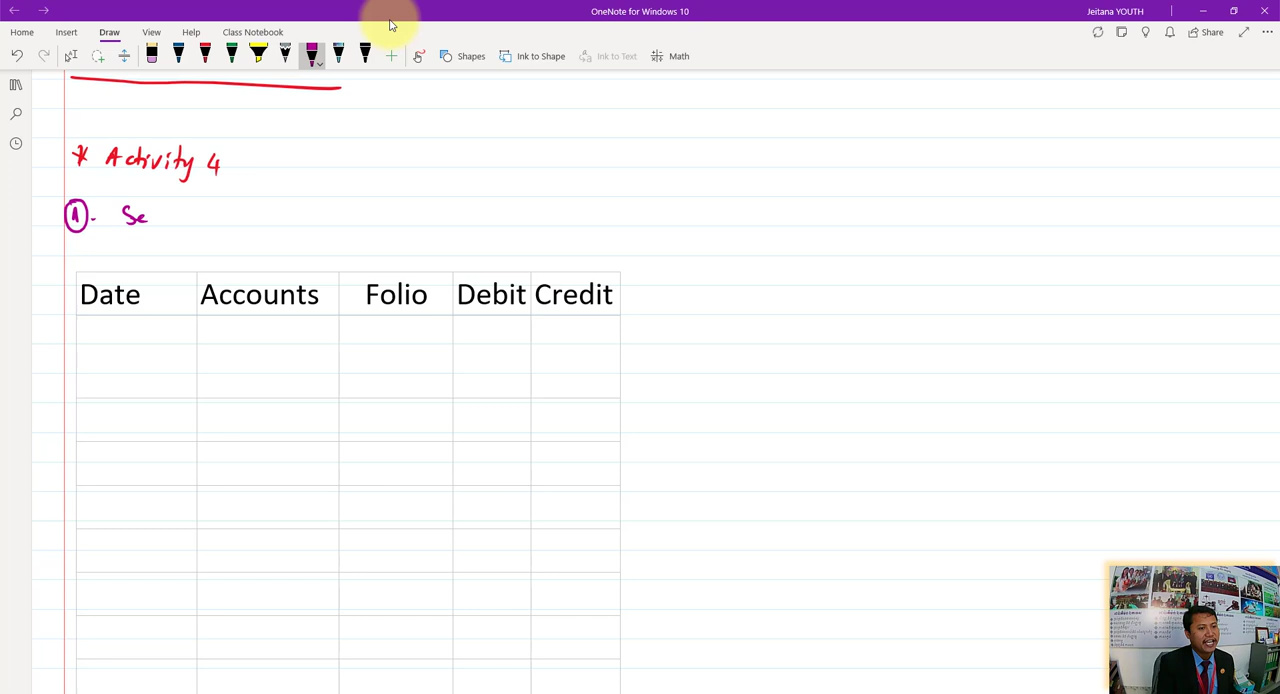 OneNote for Windows 10
Jeitana YOUTH
Home Insert Draw View Help Class Notebook
Share
Shapes Ink to Shape Ink to Text Math
* Activity 4
1. Se
Date Accounts Folio Debit Credit